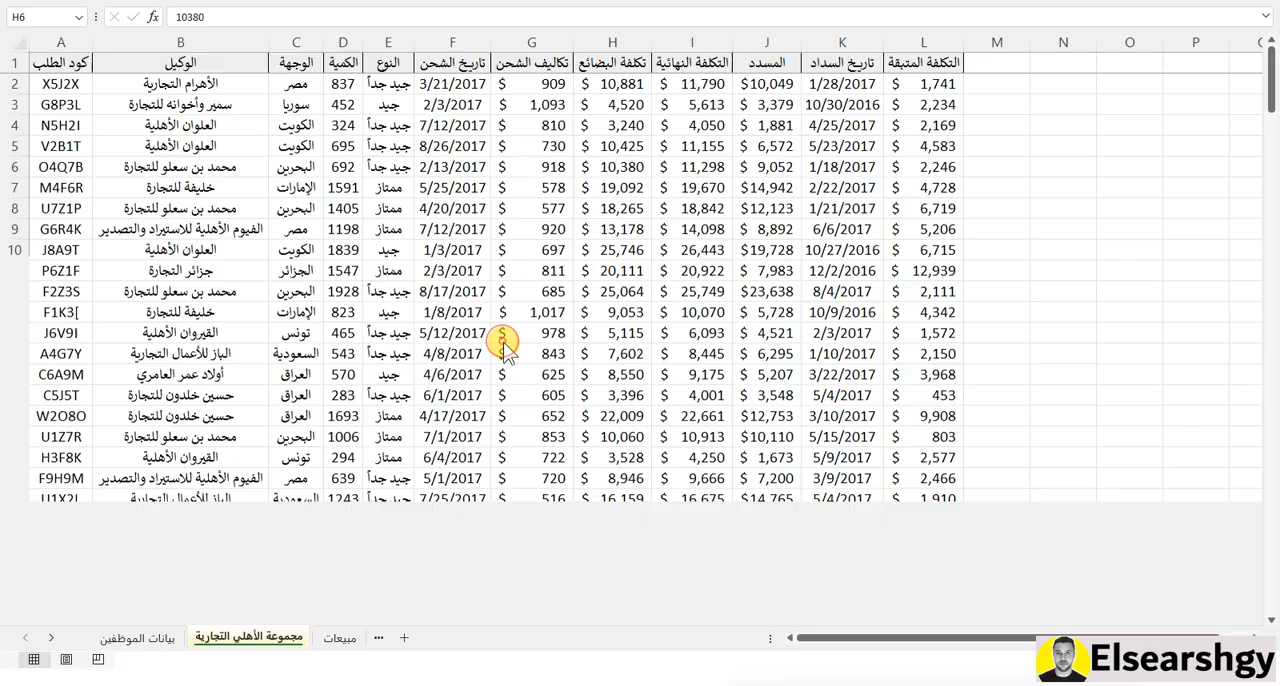 H6 fx 10380
A B C D E F G H I J K L M N O P
1 كود الطلب الوكيل الوجهة الكمية النوع تاريخ الشحن تكاليف الشحن تكلفة البضائع التكلفة النهائية المسدد تاريخ السداد التكلفة المتبقة
2 X5J2X الأهرام التجارية مصر 837 جيد جداً 3/21/2017 $ 909 $ 10,881 $ 11,790 $10,049 1/28/2017 $ 1,741
3 G8P3L سمير وأخوانه للتجارة سوريا 452 جيد 2/3/2017 $ 1,093 $ 4,520 $ 5,613 $ 3,379 10/30/2016 $ 2,234
4 N5H2I العلوان الأهلية الكويت 324 جيد جداً 7/12/2017 $ 810 $ 3,240 $ 4,050 $ 1,881 4/25/2017 $ 2,169
5 V2B1T العلوان الأهلية الكويت 695 جيد جداً 8/26/2017 $ 730 $ 10,425 $ 11,155 $ 6,572 5/23/2017 $ 4,583
6 O4Q7B محمد بن سعلو للتجارة البحرين 692 جيد جداً 2/13/2017 $ 918 $ 10,380 $ 11,298 $ 9,052 1/18/2017 $ 2,246
7 M4F6R خليفة للتجارة الإمارات 1591 ممتاز 5/25/2017 $ 578 $ 19,092 $ 19,670 $14,942 2/22/2017 $ 4,728
8 U7Z1P محمد بن سعلو للتجارة البحرين 1405 ممتاز 4/20/2017 $ 577 $ 18,265 $ 18,842 $12,123 1/21/2017 $ 6,719
9 G6R4K الفيوم الأهلية للاستيراد والتصدير مصر 1198 ممتاز 7/12/2017 $ 920 $ 13,178 $ 14,098 $ 8,892 6/6/2017 $ 5,206
10 J8A9T العلوان الأهلية الكويت 1839 جيد 1/3/2017 $ 697 $ 25,746 $ 26,443 $19,728 10/27/2016 $ 6,715
P6Z1F جزائر التجارة الجزائر 1547 ممتاز 2/3/2017 $ 811 $ 20,111 $ 20,922 $ 7,983 12/2/2016 $ 12,939
F2Z3S محمد بن سعلو للتجارة البحرين 1928 جيد جداً 8/17/2017 $ 685 $ 25,064 $ 25,749 $23,638 8/4/2017 $ 2,111
F1K3[ خليفة للتجارة الإمارات 823 جيد 1/8/2017 $ 1,017 $ 9,053 $ 10,070 $ 5,728 10/9/2016 $ 4,342
J6V9I القيروان الأهلية تونس 465 جيد جداً 5/12/2017 $ 978 $ 5,115 $ 6,093 $ 4,521 2/3/2017 $ 1,572
A4G7Y الباز للأعمال التجارية السعودية 543 جيد جداً 4/8/2017 $ 843 $ 7,602 $ 8,445 $ 6,295 1/10/2017 $ 2,150
C6A9M أولاد عمر العامري العراق 570 جيد 4/6/2017 $ 625 $ 8,550 $ 9,175 $ 5,207 3/22/2017 $ 3,968
C5J5T حسين خلدون للتجارة العراق 283 جيد جداً 6/1/2017 $ 605 $ 3,396 $ 4,001 $ 3,548 5/4/2017 $ 453
W2O8O حسين خلدون للتجارة العراق 1693 ممتاز 4/17/2017 $ 652 $ 22,009 $ 22,661 $12,753 3/10/2017 $ 9,908
U1Z7R محمد بن سعلو للتجارة البحرين 1006 ممتاز 7/1/2017 $ 853 $ 10,060 $ 10,913 $10,110 5/15/2017 $ 803
H3F8K القيروان الأهلية تونس 294 ممتاز 6/4/2017 $ 722 $ 3,528 $ 4,250 $ 1,673 5/9/2017 $ 2,577
F9H9M الفيوم الأهلية للاستيراد والتصدير مصر 639 جيد جداً 5/1/2017 $ 720 $ 8,946 $ 9,666 $ 7,200 3/9/2017 $ 2,466
الباز للأعمال التجارية السعودية 1243 جيد جداً 7/25/2017 $ 516 $ 16,159 $ 16,675 $14,765 5/4/2017 $ 1,910
بيانات الموظفين مجموعة الأهلي التجارية مبيعات
Elsearshgy